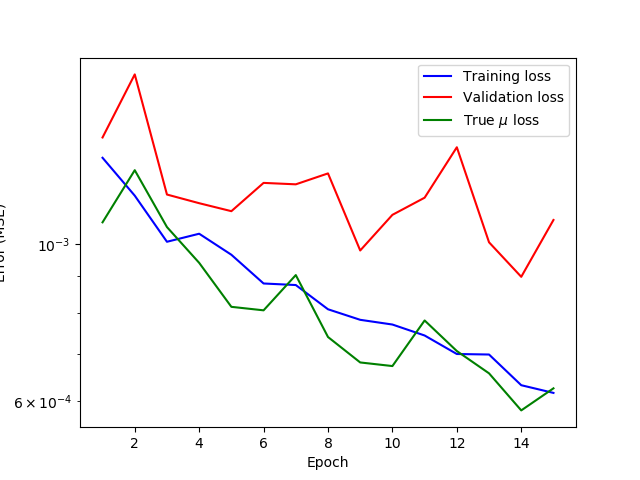 Training loss
Validation loss
True μ loss
10⁻³
6 × 10⁻⁴
Error (MSE)
2 4 6 8 10 12 14
Epoch